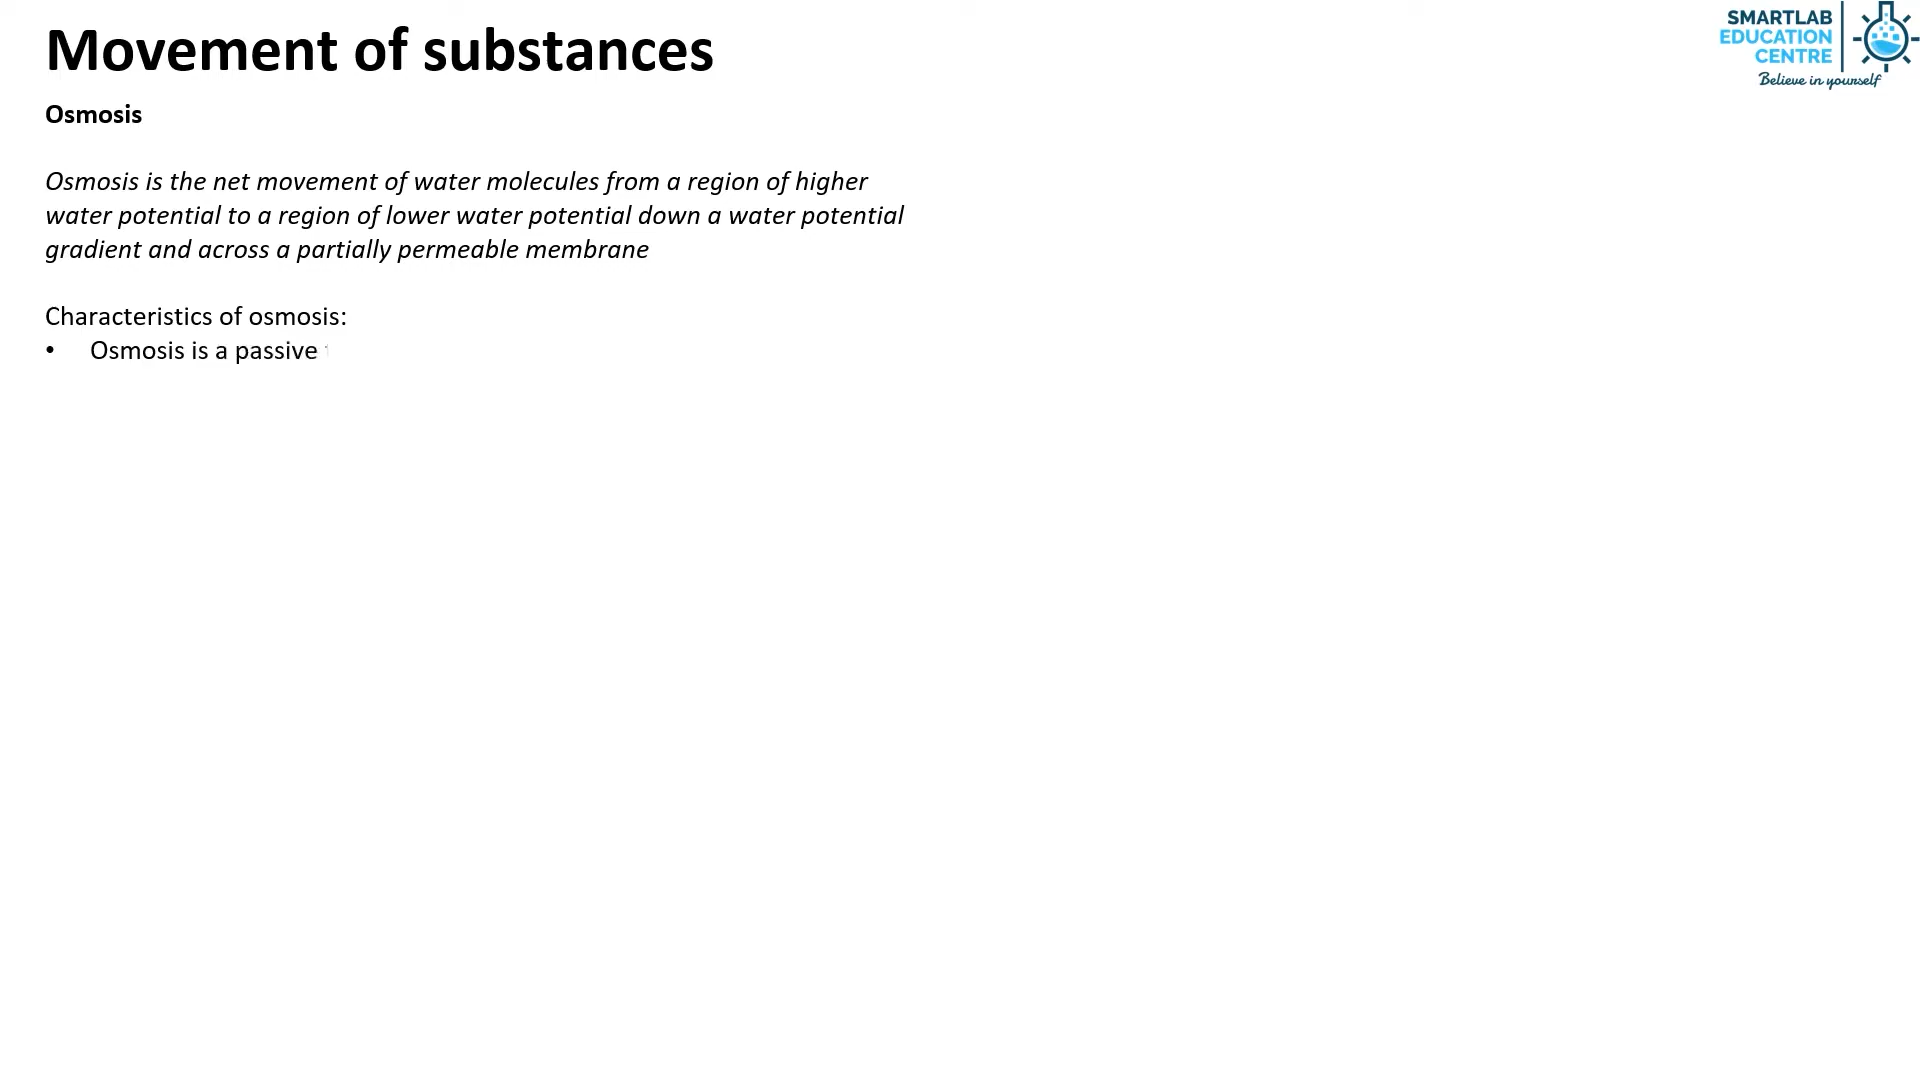 Movement of substances
SMARTLAB
EDUCATION
CENTRE
Believe in yourself
Osmosis
Osmosis is the net movement of water molecules from a region of higher
water potential to a region of lower water potential down a water potential
gradient and across a partially permeable membrane
Characteristics of osmosis:
• Osmosis is a passive